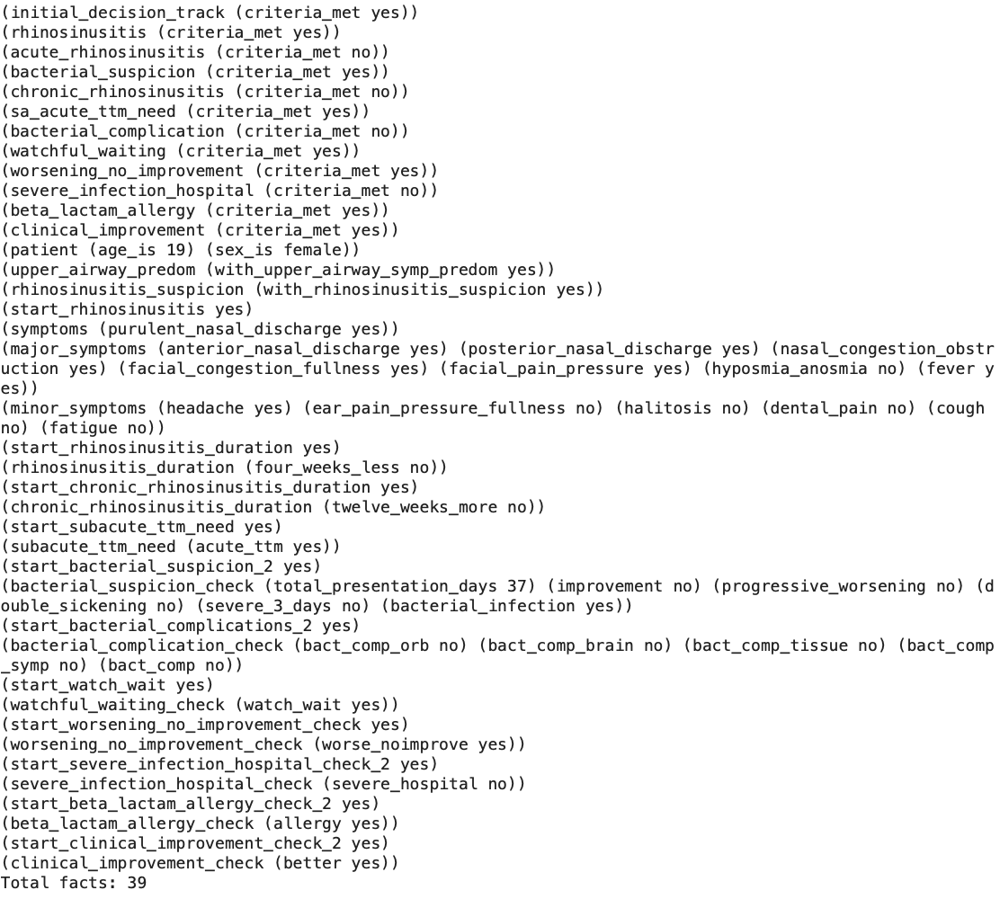 (initial_decision_track (criteria_met yes))
(rhinosinusitis (criteria_met yes))
(acute_rhinosinusitis (criteria_met no))
(bacterial_suspicion (criteria_met yes))
(chronic_rhinosinusitis (criteria_met no))
(sa_acute_ttm_need (criteria_met yes))
(bacterial_complication (criteria_met no))
(watchful_waiting (criteria_met yes))
(worsening_no_improvement (criteria_met yes))
(severe_infection_hospital (criteria_met no))
(beta_lactam_allergy (criteria_met yes))
(clinical_improvement (criteria_met yes))
(patient (age_is 19) (sex_is female))
(upper_airway_predom (with_upper_airway_symp_predom yes))
(rhinosinusitis_suspicion (with_rhinosinusitis_suspicion yes))
(start_rhinosinusitis yes)
(symptoms (purulent_nasal_discharge yes))
(major_symptoms (anterior_nasal_discharge yes) (posterior_nasal_discharge yes) (nasal_congestion_obstr
uction yes) (facial_congestion_fullness yes) (facial_pain_pressure yes) (hyposmia_anosmia no) (fever y
es))
(minor_symptoms (headache yes) (ear_pain_pressure_fullness no) (halitosis no) (dental_pain no) (cough
no) (fatigue no))
(start_rhinosinusitis_duration yes)
(rhinosinusitis_duration (four_weeks_less no))
(start_chronic_rhinosinusitis_duration yes)
(chronic_rhinosinusitis_duration (twelve_weeks_more no))
(start_subacute_ttm_need yes)
(subacute_ttm_need (acute_ttm yes))
(start_bacterial_suspicion_2 yes)
(bacterial_suspicion_check (total_presentation_days 37) (improvement no) (progressive_worsening no) (d
ouble_sickening no) (severe_3_days no) (bacterial_infection yes))
(start_bacterial_complications_2 yes)
(bacterial_complication_check (bact_comp_orb no) (bact_comp_brain no) (bact_comp_tissue no) (bact_comp
_symp no) (bact_comp no))
(start_watch_wait yes)
(watchful_waiting_check (watch_wait yes))
(start_worsening_no_improvement_check yes)
(worsening_no_improvement_check (worse_noimprove yes))
(start_severe_infection_hospital_check_2 yes)
(severe_infection_hospital_check (severe_hospital no))
(start_beta_lactam_allergy_check_2 yes)
(beta_lactam_allergy_check (allergy yes))
(start_clinical_improvement_check_2 yes)
(clinical_improvement_check (better yes))
Total facts: 39